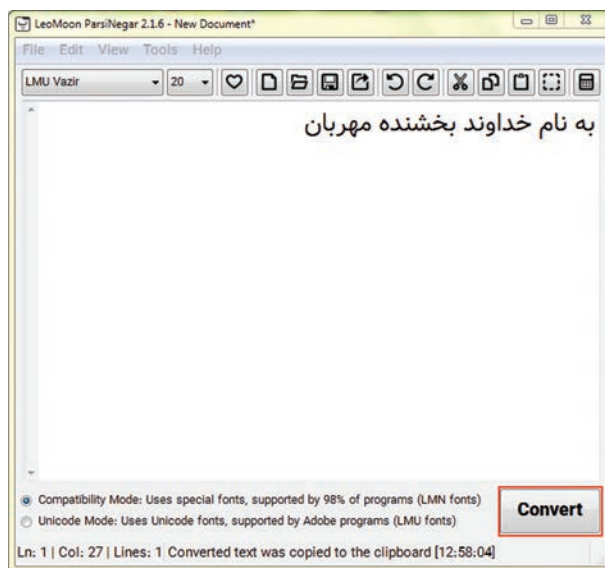 LeoMoon ParsiNegar 2.1.6 - New Document*
File Edit View Tools Help
LMU Vazir 20
به نام خداوند بخشنده مهربان
Compatibility Mode: Uses special fonts, supported by 98% of programs (LMN fonts)
Unicode Mode: Uses Unicode fonts, supported by Adobe programs (LMU fonts)
Convert
Ln: 1 | Col: 27 | Lines: 1 Converted text was copied to the clipboard [12:58:04]